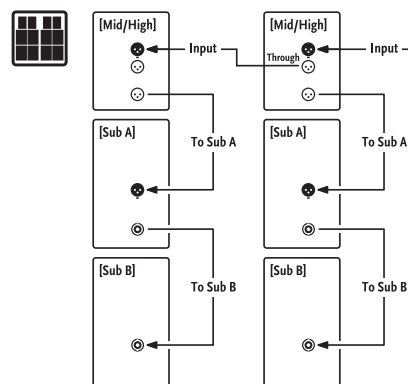 [Mid/High]
[Mid/High]
Input
Input
Through
[Sub A]
To Sub A
[Sub A]
To Sub A
[Sub B]
To Sub B
[Sub B]
To Sub B